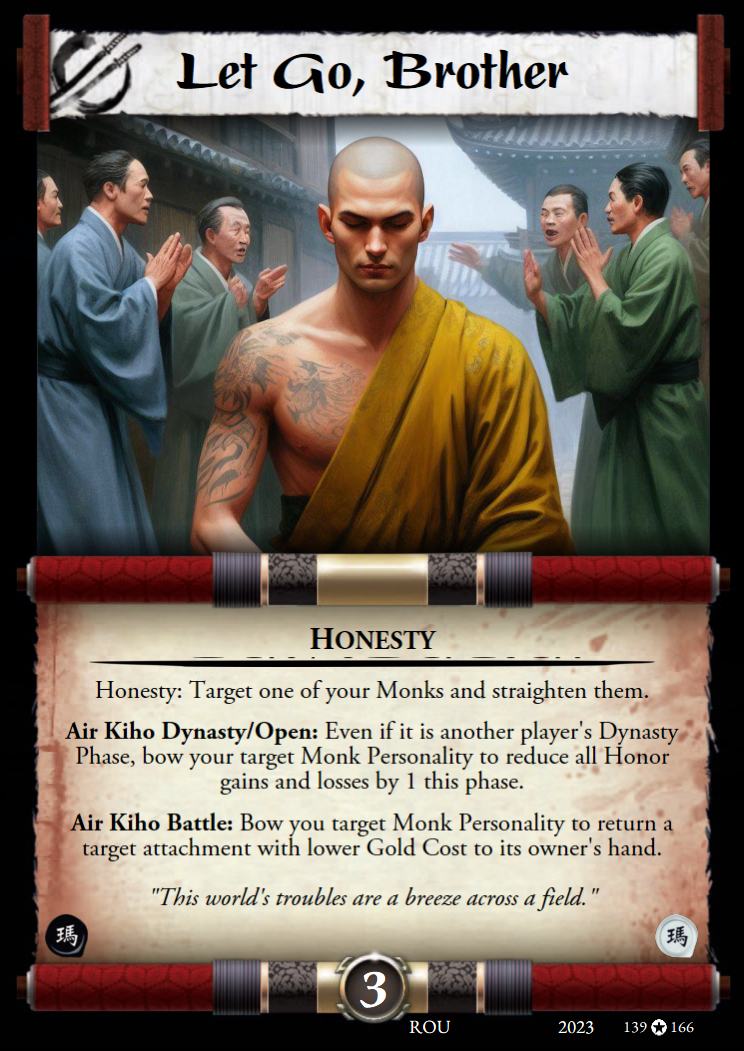 Let Go, Brother
HONESTY
Honesty: Target one of your Monks and straighten them.
Air Kiho Dynasty/Open: Even if it is another player's Dynasty
Phase, bow your target Monk Personality to reduce all Honor
gains and losses by 1 this phase.
Air Kiho Battle: Bow you target Monk Personality to return a
target attachment with lower Gold Cost to its owner's hand.
"This world's troubles are a breeze across a field."
瑪 瑪
3
ROU 2023 139 ✪ 166